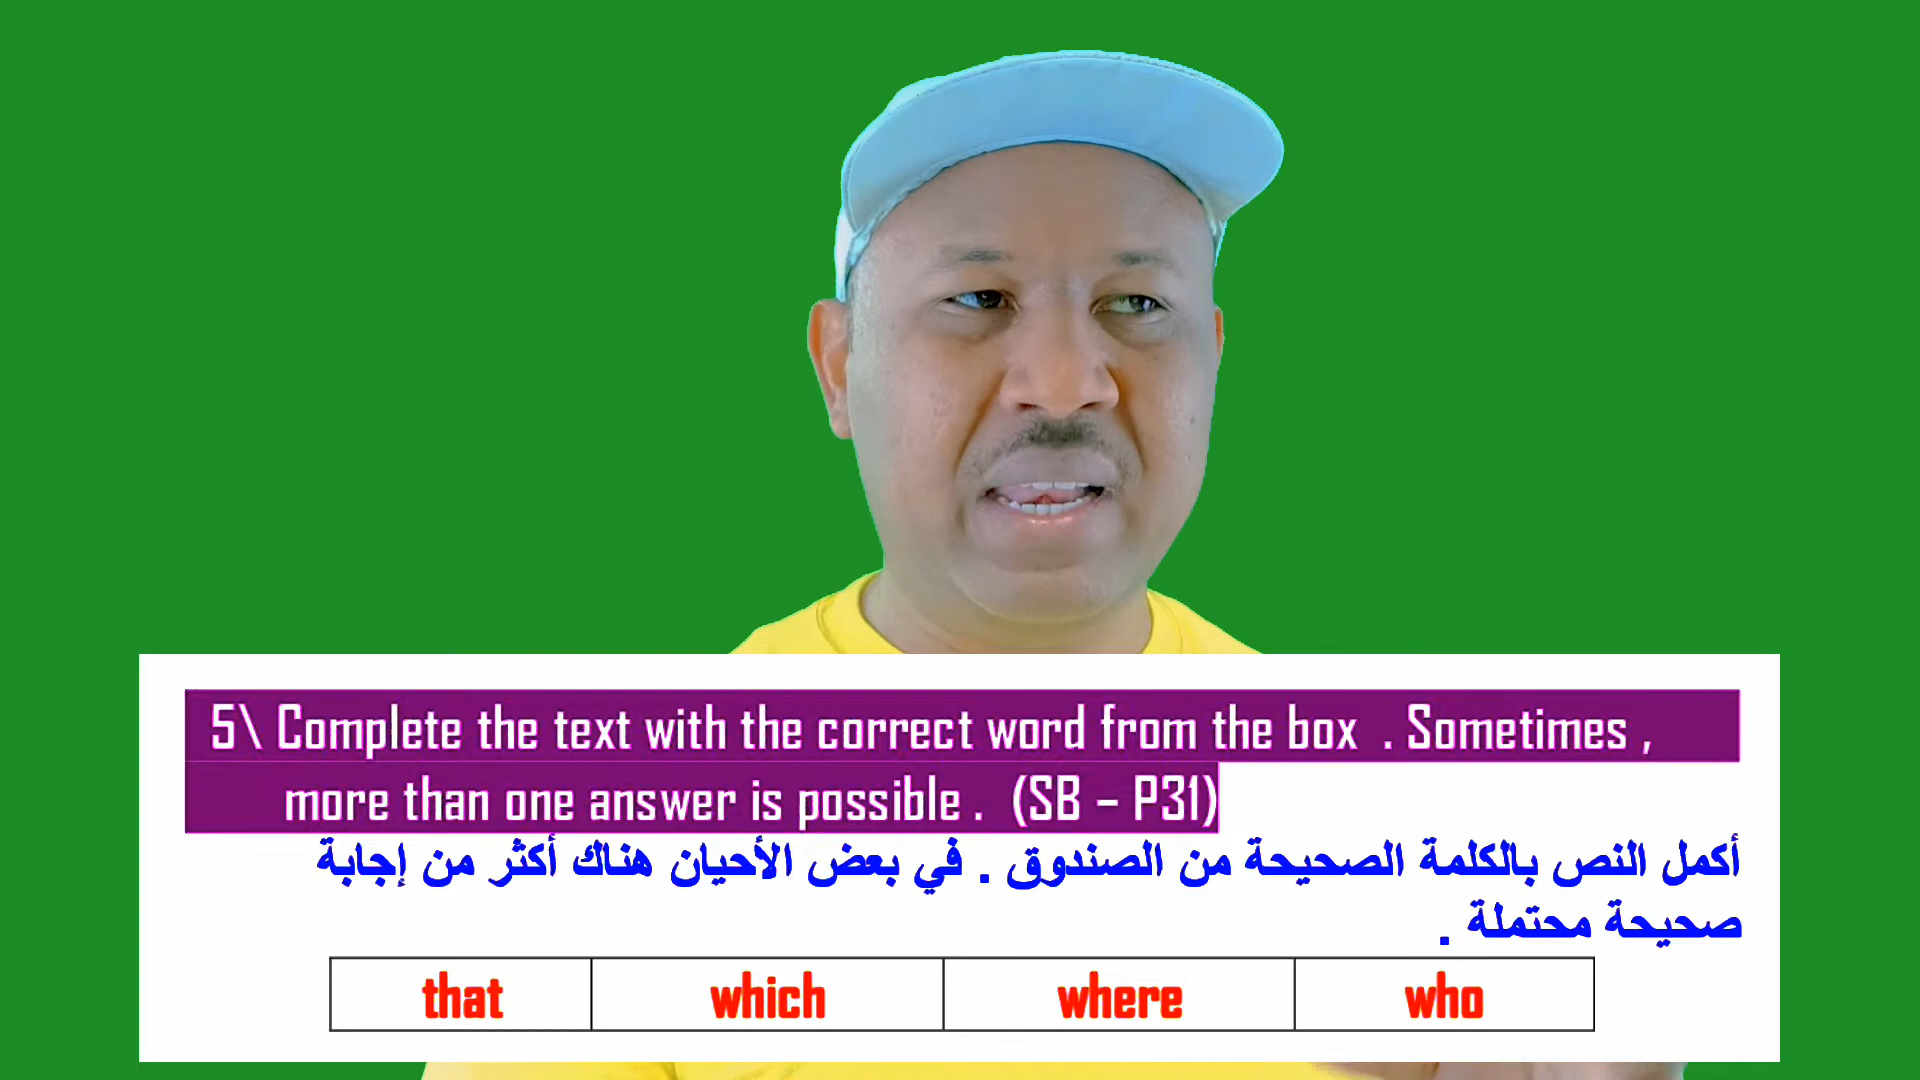 5\ Complete the text with the correct word from the box . Sometimes ,
more than one answer is possible . (SB – P31)
أكمل النص بالكلمة الصحيحة من الصندوق . في بعض الأحيان هناك أكثر من إجابة
صحيحة محتملة .
that which where who